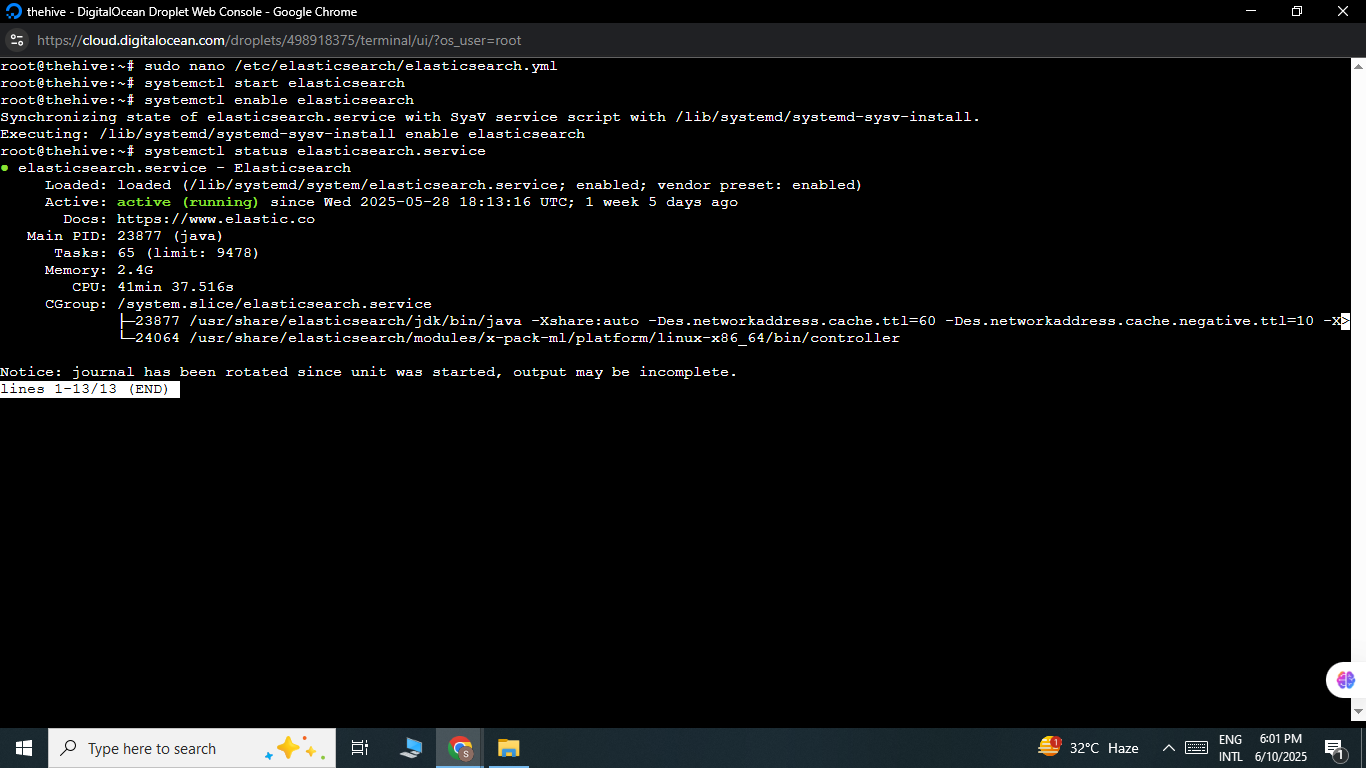 thehive - DigitalOcean Droplet Web Console - Google Chrome
https://cloud.digitalocean.com/droplets/498918375/terminal/ui/?os_user=root
root@thehive:~# sudo nano /etc/elasticsearch/elasticsearch.yml
root@thehive:~# systemctl start elasticsearch
root@thehive:~# systemctl enable elasticsearch
Synchronizing state of elasticsearch.service with SysV service script with /lib/systemd/systemd-sysv-install.
Executing: /lib/systemd/systemd-sysv-install enable elasticsearch
root@thehive:~# systemctl status elasticsearch.service
● elasticsearch.service - Elasticsearch
     Loaded: loaded (/lib/systemd/system/elasticsearch.service; enabled; vendor preset: enabled)
     Active: active (running) since Wed 2025-05-28 18:13:16 UTC; 1 week 5 days ago
       Docs: https://www.elastic.co
   Main PID: 23877 (java)
      Tasks: 65 (limit: 9478)
     Memory: 2.4G
        CPU: 41min 37.516s
     CGroup: /system.slice/elasticsearch.service
             ├─23877 /usr/share/elasticsearch/jdk/bin/java -Xshare:auto -Des.networkaddress.cache.ttl=60 -Des.networkaddress.cache.negative.ttl=10 -X>
             └─24064 /usr/share/elasticsearch/modules/x-pack-ml/platform/linux-x86_64/bin/controller
Notice: journal has been rotated since unit was started, output may be incomplete.
lines 1-13/13 (END)
Type here to search
S
1
32°C Haze
ENG
INTL
6:01 PM
6/10/2025
1